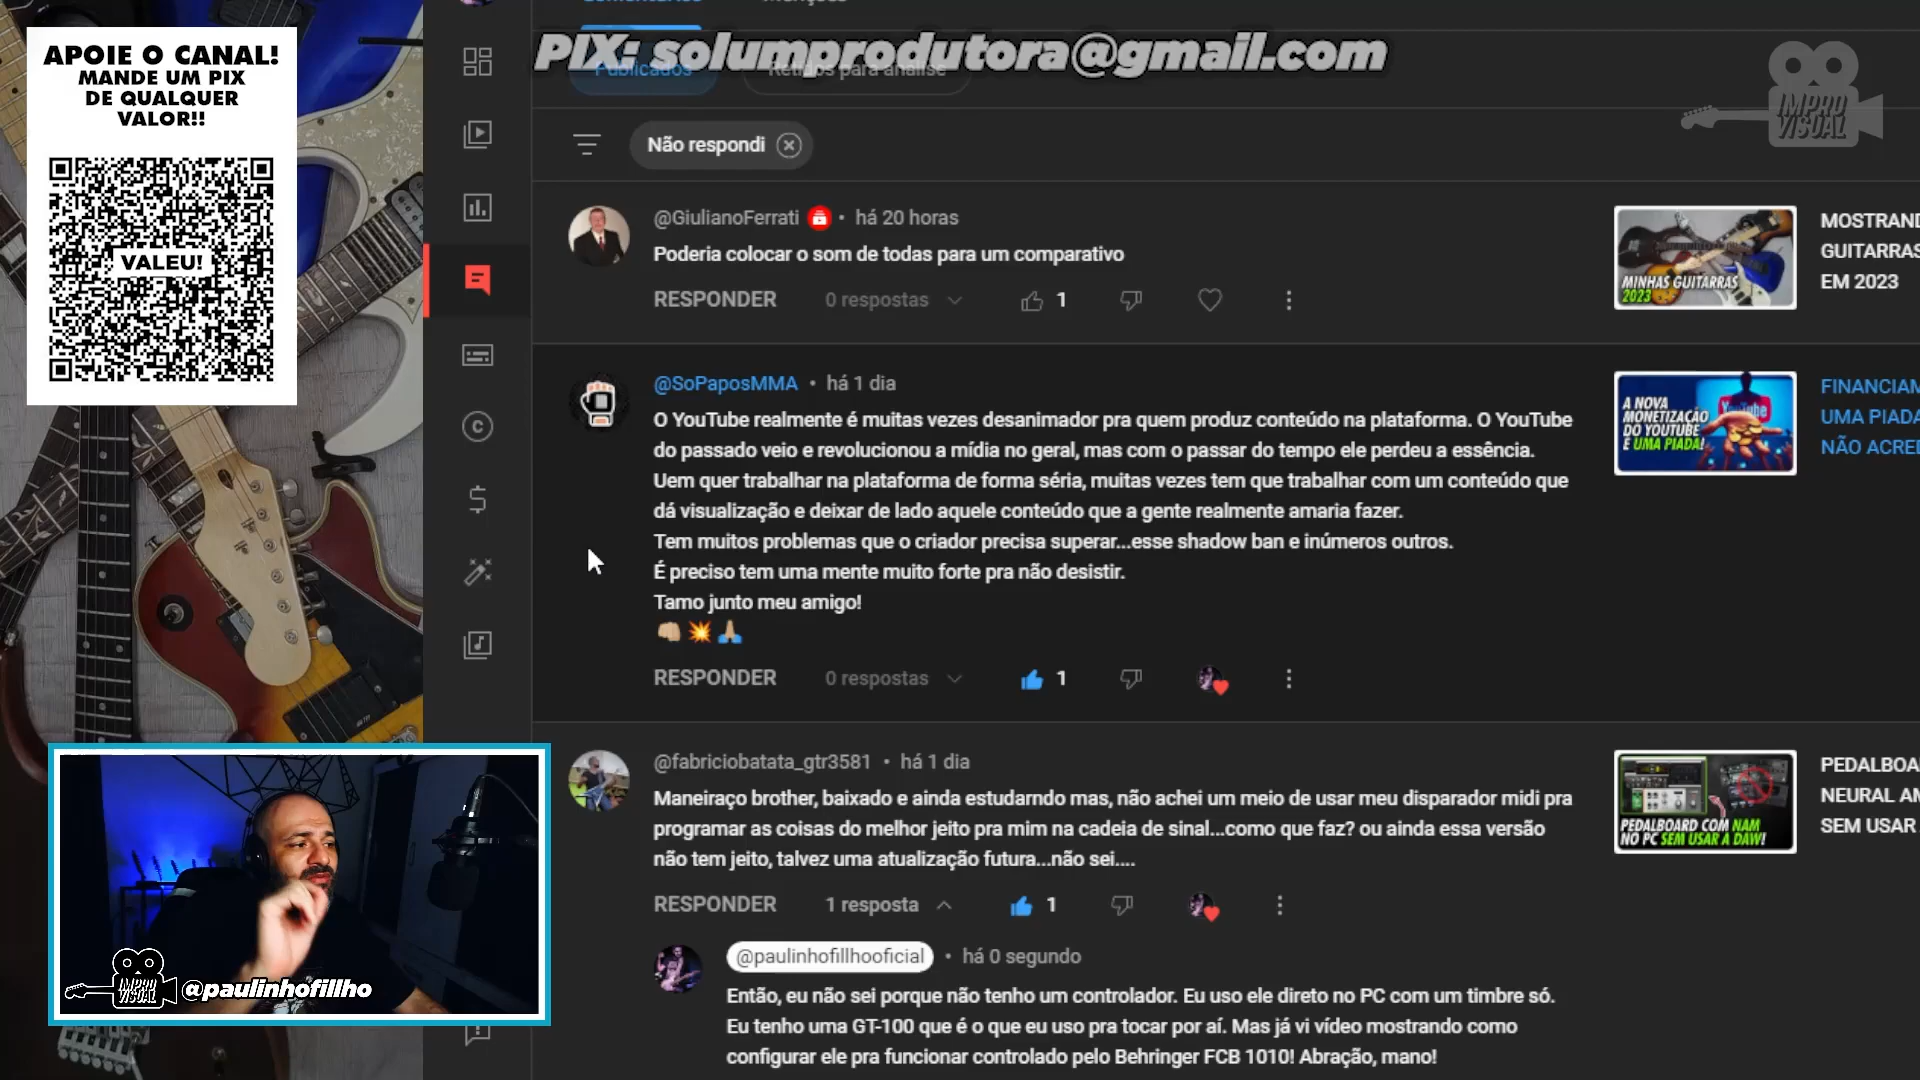 APOIE O CANAL!
MANDE UM PIX
DE QUALQUER
VALOR!!
VALEU!
PIX: solumprodutora@gmail.com
Publicados
Retidos para análise
IMPRO
VISUAL
Não respondi
@GiulianoFerrati • há 20 horas
Poderia colocar o som de todas para um comparativo
RESPONDER 0 respostas 1
MINHAS GUITARRAS
2023
MOSTRAND
GUITARRAS
EM 2023
@SoPaposMMA • há 1 dia
O YouTube realmente é muitas vezes desanimador pra quem produz conteúdo na plataforma. O YouTube
do passado veio e revolucionou a mídia no geral, mas com o passar do tempo ele perdeu a essência.
Uem quer trabalhar na plataforma de forma séria, muitas vezes tem que trabalhar com um conteúdo que
dá visualização e deixar de lado aquele conteúdo que a gente realmente amaria fazer.
Tem muitos problemas que o criador precisa superar...esse shadow ban e inúmeros outros.
É preciso tem uma mente muito forte pra não desistir.
Tamo junto meu amigo!
👊🏼💥🙏🏼
RESPONDER 0 respostas 1
A NOVA
MONETIZAÇÃO
DO YOUTUBE
É UMA PIADA!
YouTube
FINANCIAM
UMA PIADA
NÃO ACRED
@fabriciobatata_gtr3581 • há 1 dia
Maneiraço brother, baixado e ainda estudarndo mas, não achei um meio de usar meu disparador midi pra
programar as coisas do melhor jeito pra mim na cadeia de sinal...como que faz? ou ainda essa versão
não tem jeito, talvez uma atualização futura...não sei....
RESPONDER 1 resposta 1
PEDALBOARD COM NAM
NO PC SEM USAR A DAW!
PEDALBOA
NEURAL AM
SEM USAR
@paulinhofillhooficial • há 0 segundo
Então, eu não sei porque não tenho um controlador. Eu uso ele direto no PC com um timbre só.
Eu tenho uma GT-100 que é o que eu uso pra tocar por aí. Mas já vi vídeo mostrando como
configurar ele pra funcionar controlado pelo Behringer FCB 1010! Abração, mano!
IMPRO
VISUAL
@paulinhofillho